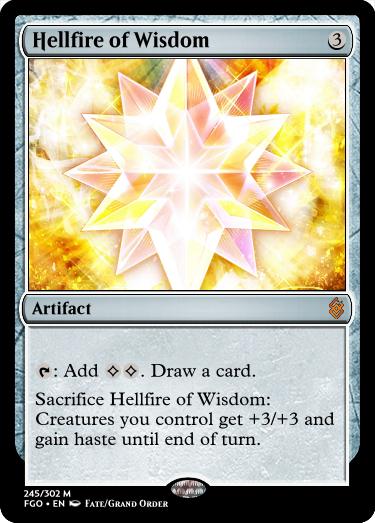 Hellfire of Wisdom 3
Artifact
: Add . Draw a card.
Sacrifice Hellfire of Wisdom:
Creatures you control get +3/+3 and
gain haste until end of turn.
245/302 M
FGO • EN Fate/Grand Order